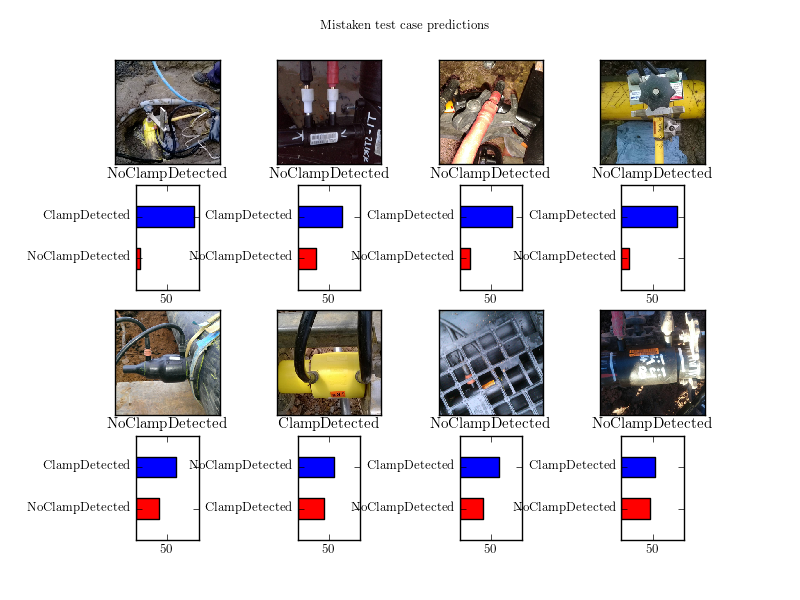 Mistaken test case predictions
NoClampDetected NoClampDetected NoClampDetected NoClampDetected
ClampDetected ClampDetected ClampDetected ClampDetected
NoClampDetected NoClampDetected NoClampDetected NoClampDetected
50 50 50 50
NoClampDetected ClampDetected NoClampDetected NoClampDetected
ClampDetected NoClampDetected ClampDetected ClampDetected
NoClampDetected ClampDetected NoClampDetected NoClampDetected
50 50 50 50